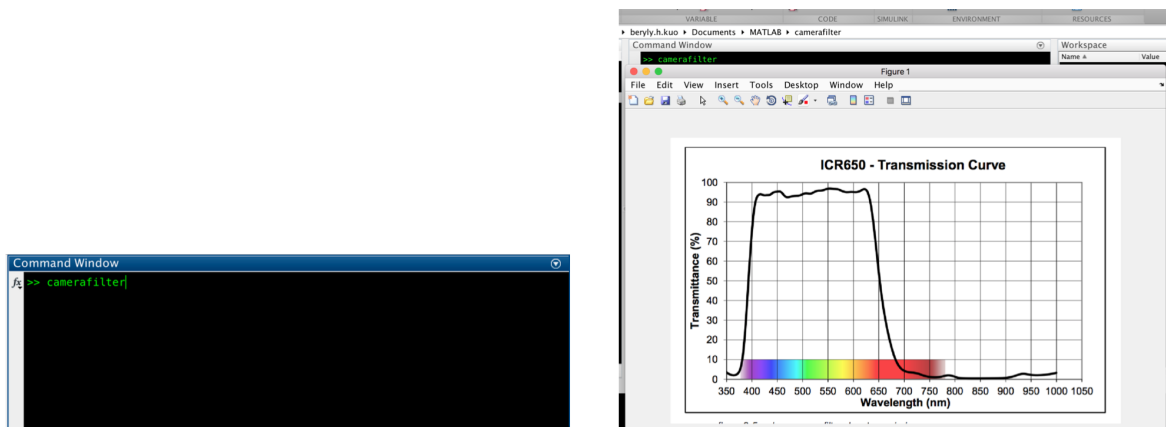 Command Window
fx >> camerafilter
VARIABLE CODE SIMULINK ENVIRONMENT RESOURCES
beryly.h.kuo ▸ Documents ▸ MATLAB ▸ camerafilter
Command Window
Workspace
>> camerafilter
Name Value
Figure 1
File Edit View Insert Tools Desktop Window Help
ICR650 - Transmission Curve
Transmittance (%)
100
90
80
70
60
50
40
30
20
10
0
350 400 450 500 550 600 650 700 750 800 850 900 950 1000 1050
Wavelength (nm)